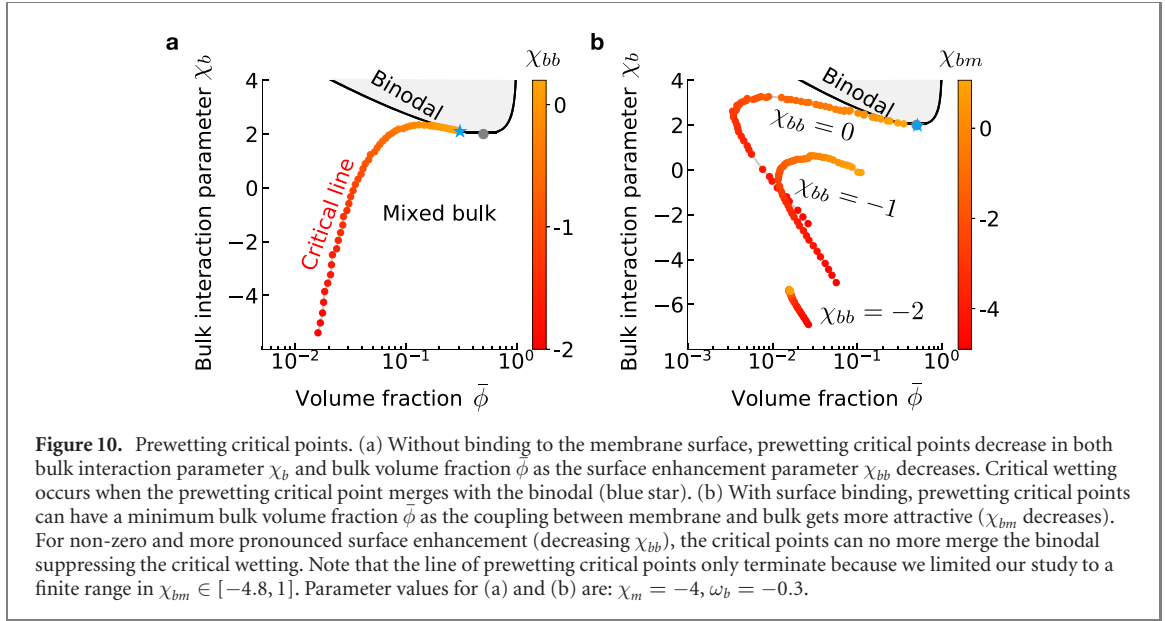 a
b
χbb
χbm
Bulk interaction parameter χb
4
2
0
−2
−4
Binodal
Critical line
Mixed bulk
0
-1
-2
10⁻² 10⁻¹ 10⁰
Volume fraction ϕ̄
Bulk interaction parameter χb
4
2
0
−2
−4
−6
Binodal
χbb = 0
χbb = −1
χbb = −2
0
-2
-4
10⁻³ 10⁻² 10⁻¹ 10⁰
Volume fraction ϕ̄
Figure 10. Prewetting critical points. (a) Without binding to the membrane surface, prewetting critical points decrease in both
bulk interaction parameter χb and bulk volume fraction ϕ̄ as the surface enhancement parameter χbb decreases. Critical wetting
occurs when the prewetting critical point merges with the binodal (blue star). (b) With surface binding, prewetting critical points
can have a minimum bulk volume fraction ϕ̄ as the coupling between membrane and bulk gets more attractive (χbm decreases).
For non-zero and more pronounced surface enhancement (decreasing χbb), the critical points can no more merge the binodal
suppressing the critical wetting. Note that the line of prewetting critical points only terminate because we limited our study to a
finite range in χbm ∈ [−4.8, 1]. Parameter values for (a) and (b) are: χm = −4, ωb = −0.3.